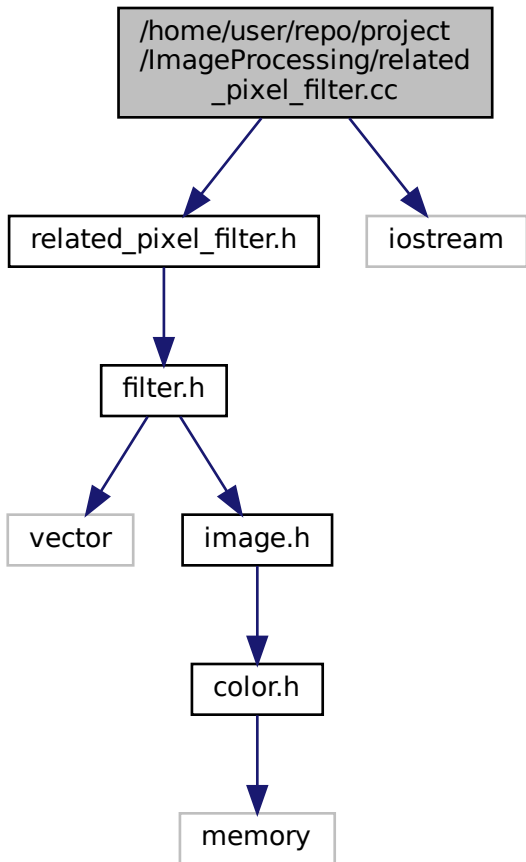 /home/user/repo/project
/ImageProcessing/related
_pixel_filter.cc
related_pixel_filter.h
iostream
filter.h
vector
image.h
color.h
memory